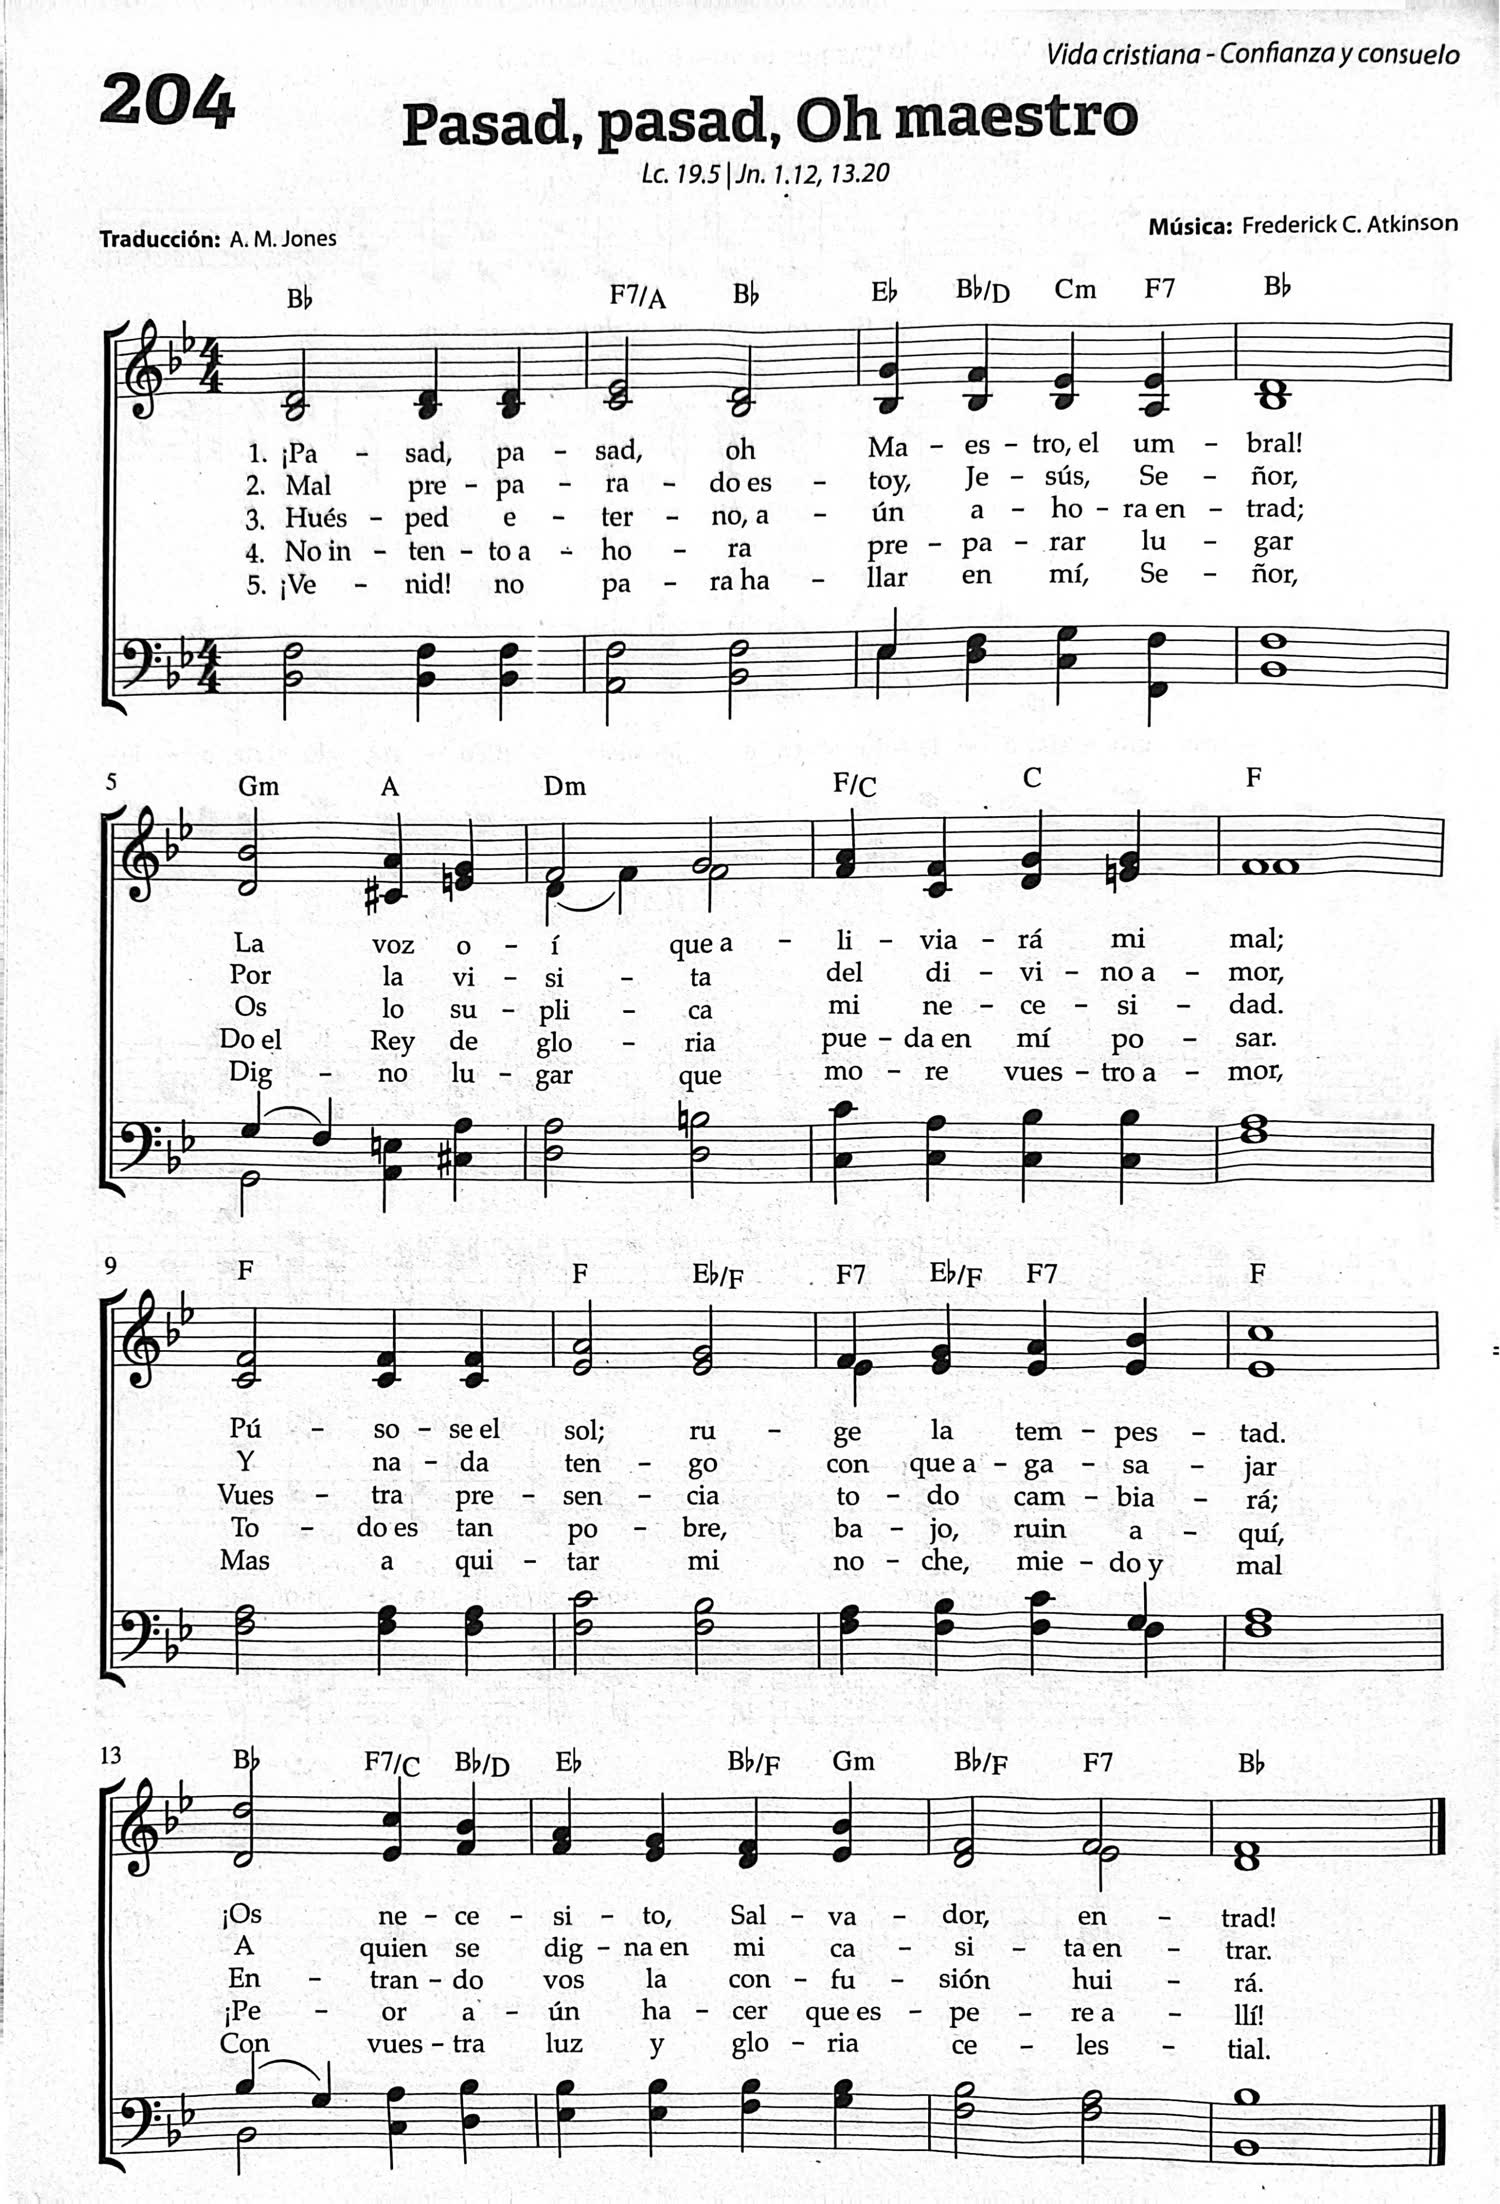 Vida cristiana - Confianza y consuelo
204
Pasad, pasad, Oh maestro
Lc. 19.5 | Jn. 1.12, 13.20
Traducción: A. M. Jones
Música: Frederick C. Atkinson
B♭ F7/A B♭ E♭ B♭/D Cm F7 B♭
1. ¡Pa - sad, pa - sad, oh Ma - es - tro, el um - bral!
2. Mal pre - pa - ra - do es - toy, Je - sús, Se - ñor,
3. Hués - ped e - ter - no, a - ún a - ho - ra en - trad;
4. No in - ten - to a - ho - ra pre - pa - rar lu - gar
5. ¡Ve - nid! no pa - ra ha - llar en mí, Se - ñor,
5 Gm A Dm F/C C F
La voz o - í que a - li - via - rá mi mal;
Por la vi - si - ta del di - vi - no a - mor,
Os lo su - pli - ca mi ne - ce - si - dad.
Do el Rey de glo - ria pue - da en mí po - sar.
Dig - no lu - gar que mo - re vues - tro a - mor,
9 F F E♭/F F7 E♭/F F7 F
Pú - so - se el sol; ru - ge la tem - pes - tad.
Y na - da ten - go con que a - ga - sa - jar
Vues - tra pre - sen - cia to - do cam - bia - rá;
To - do es tan po - bre, ba - jo, ruin a - quí,
Mas a qui - tar mi no - che, mie - do y mal
13 B♭ F7/C B♭/D E♭ B♭/F Gm B♭/F F7 B♭
¡Os ne - ce - si - to, Sal - va - dor, en - trad!
A quien se dig - na en mi ca - si - ta en - trar.
En - tran - do vos la con - fu - sión hui - rá.
¡Pe - or a - ún ha - cer que es - pe - re a - llí!
Con vues - tra luz y glo - ria ce - les - tial.